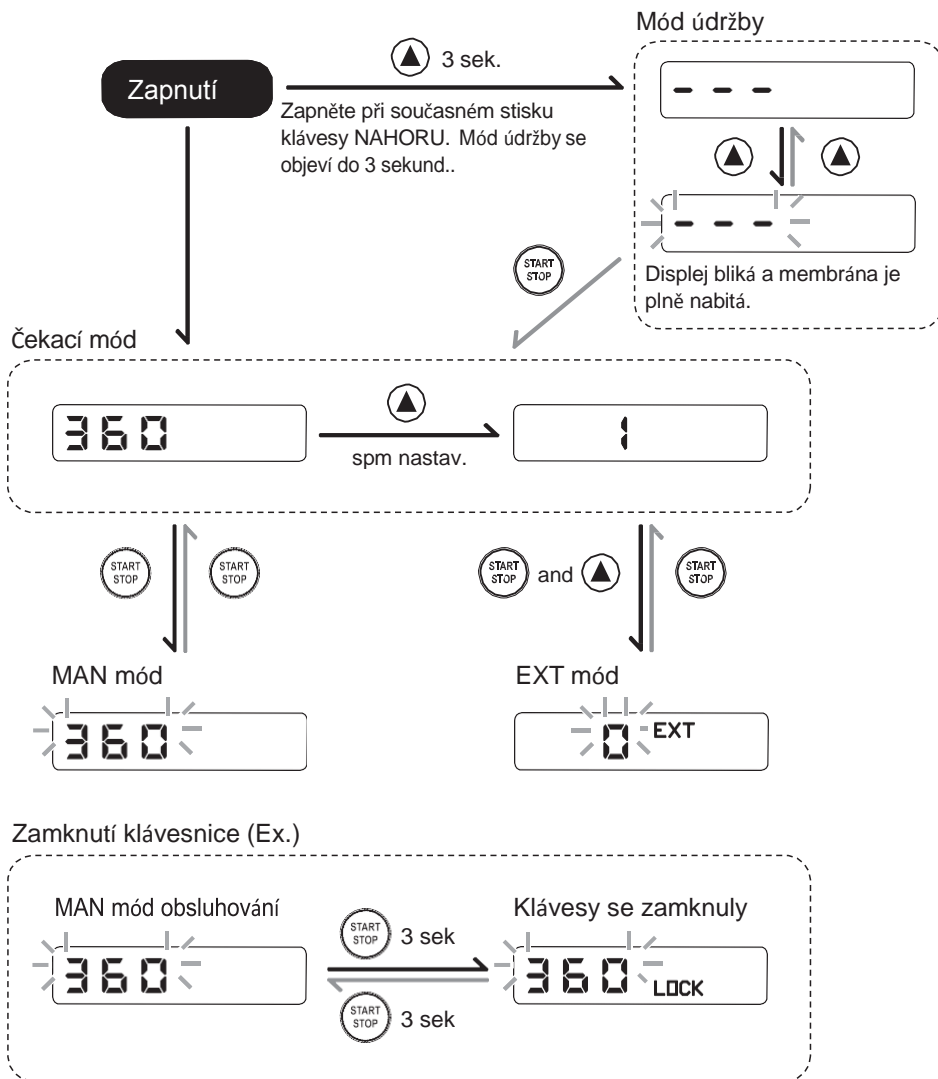 Mód údržby
3 sek.
Zapnutí
Zapněte při současném stisku
klávesy NAHORU. Mód údržby se
objeví do 3 sekund..
- - -
- - -
START
STOP
Displej bliká a membrána je
plně nabitá.
Čekací mód
360
1
spm nastav.
START
STOP
START
STOP
START
STOP
and
START
STOP
MAN mód
EXT mód
360
0 EXT
Zamknutí klávesnice (Ex.)
MAN mód obsluhování
START
STOP
3 sek
Klávesy se zamknuly
360
360 LOCK
START
STOP
3 sek